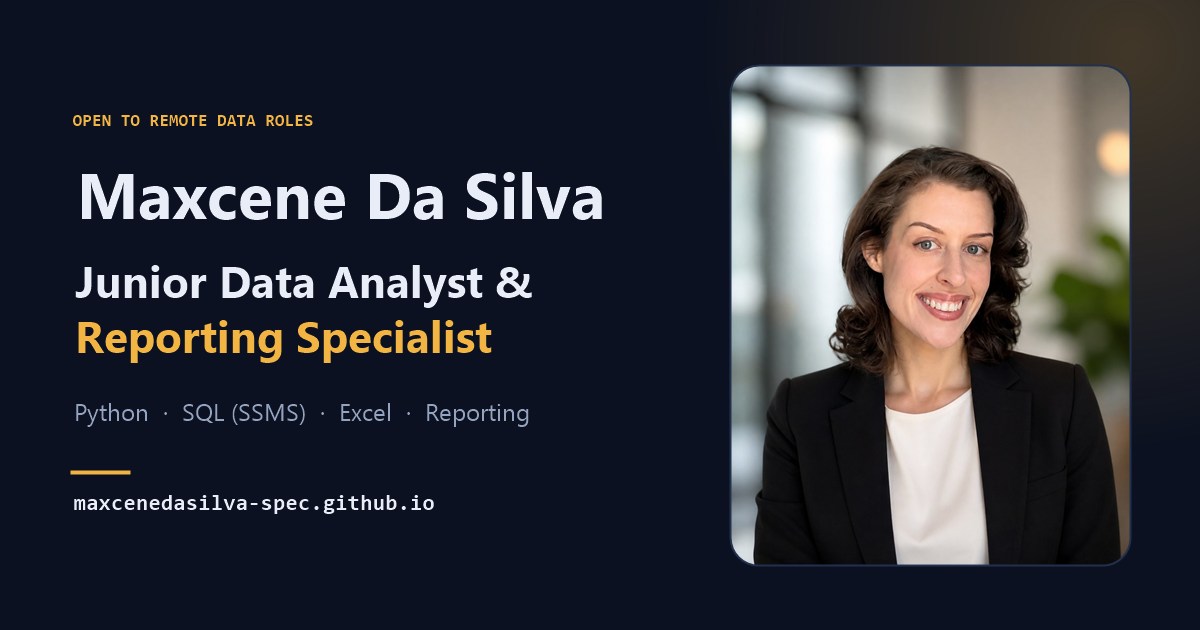 OPEN TO REMOTE DATA ROLES
Maxcene Da Silva
Junior Data Analyst &
Reporting Specialist
Python · SQL (SSMS) · Excel · Reporting
maxcenedasilva-spec.github.io